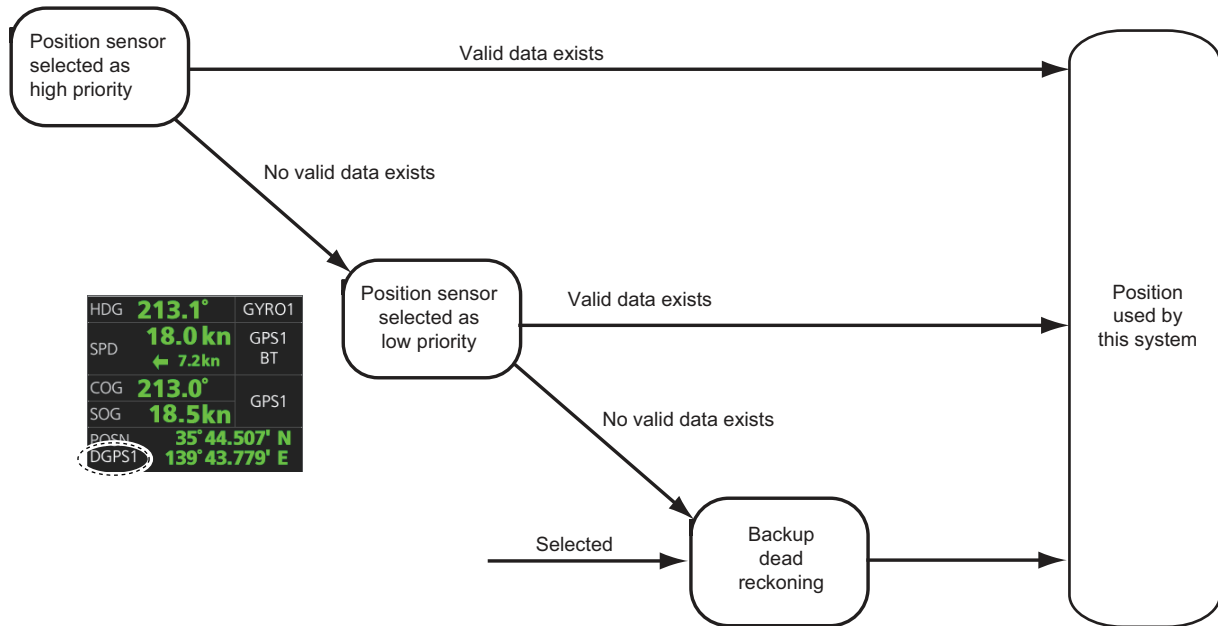 Position sensor
selected as
high priority
Valid data exists
No valid data exists
Position sensor
selected as
low priority
Valid data exists
Position
used by
this system
HDG 213.1° GYRO1
SPD 18.0 kn GPS1
← 7.2kn BT
COG 213.0°
GPS1
SOG 18.5kn
POSN 35° 44.507' N
DGPS1 139° 43.779' E
No valid data exists
Selected
Backup
dead
reckoning